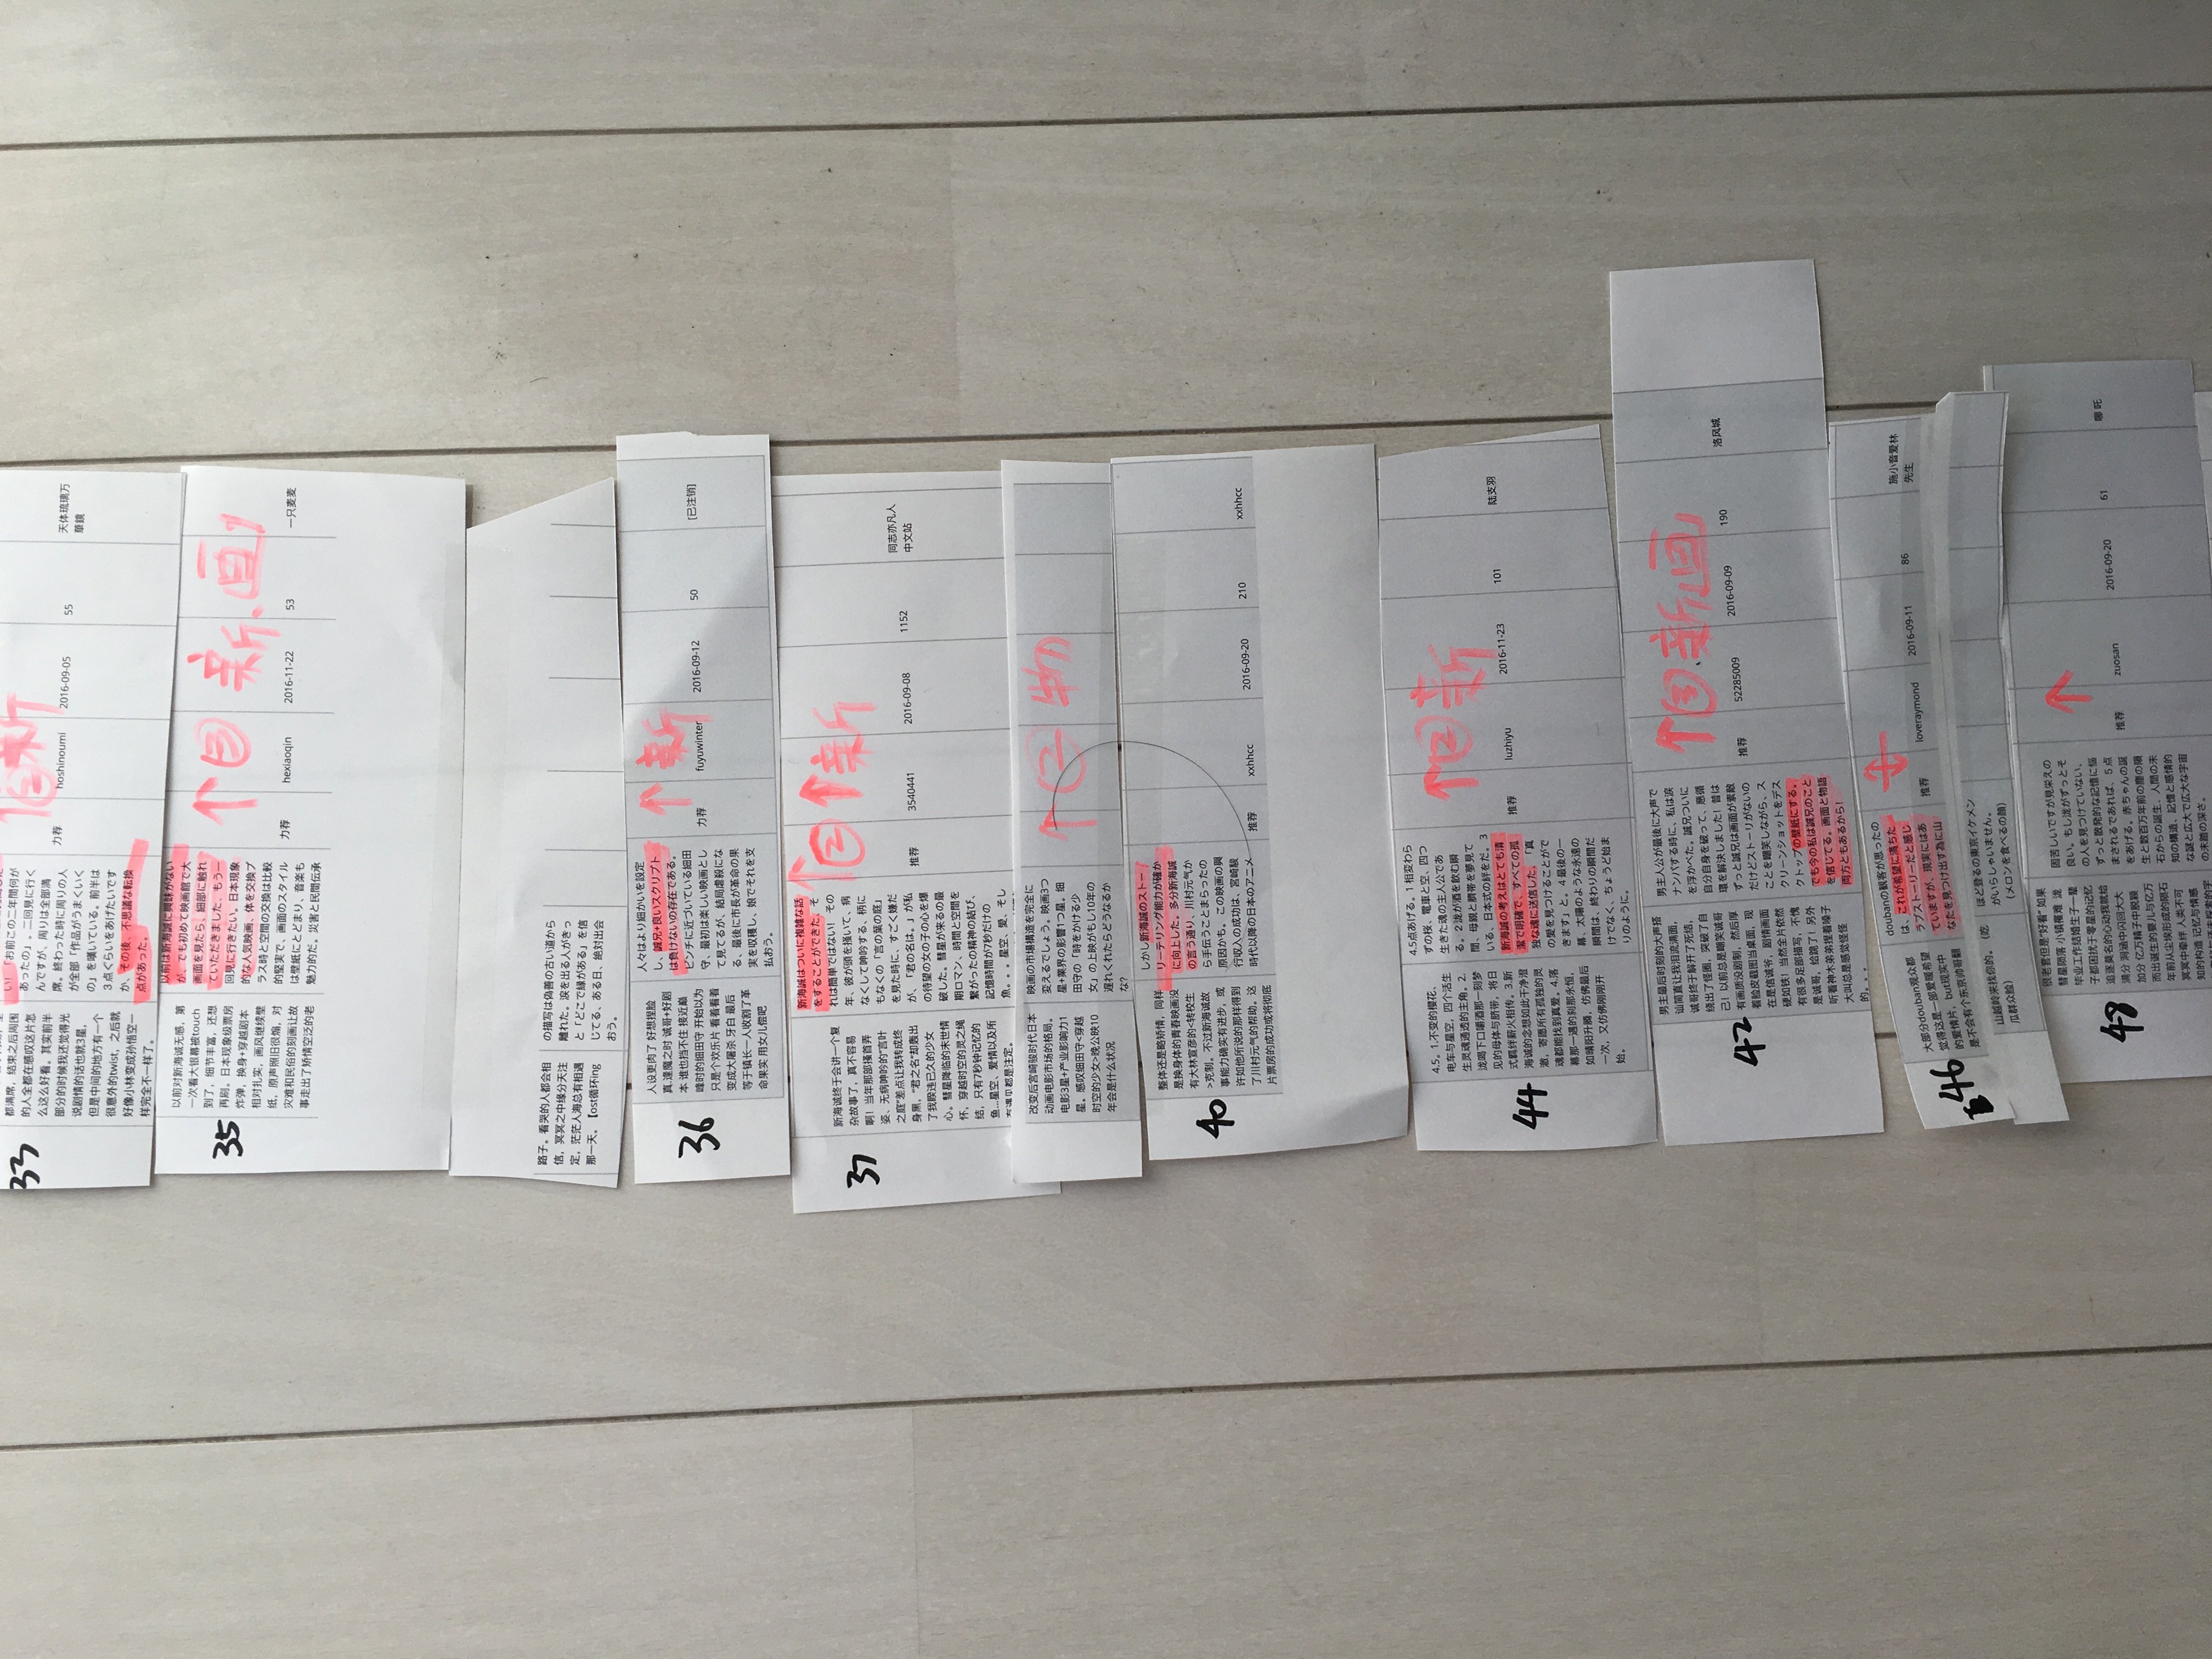 33
都满席，结束之后周围
的人全都在感叹这片怎
么这么好看。其实前半
部分的时候我还觉得光
说剧情的话也就3星，
但是中间的地方有一个
很意外的twist，之后就
好像小林变成孙悟空一
样完全不一样了。
い！「お前この二年間何が
あったの」。二回見に行く
んですが、周りは全部満
席。終わった時に周りの人
が全部「作品がうまくいく
の」を嘆いている。前半は
３点ぐらいをあげたいです
か、その後、不思議な転換
点があった。
新
力荐
hoshinoumi
2016-09-05
55
天体琉璃万
華鏡
35
以前对新海诚无感，第
一次看大银幕被touch
到了，细节丰富，还想
再刷。日本现象级票房
炸弹，换身+穿越剧本
相对扎实，画风继续壁
纸，原声照旧很燃，对
灾难和民俗的刻画让故
事走出了矫情空泛的老
以前は新海誠に興味がない
が、でも初めて映画館で大
画面を見たら、細部に触れ
ていただきました、もう一
回見に行きたい。日本現象
的な人気映画、体を交換プ
ラス時と空間の交換は比較
的堅実で、画面のスタイル
は壁紙にとどまり、音楽も
魅力的だ。災害と民間伝承
↑③ 新、画
力荐
hexiaoqin
2016-11-22
53
一只麦麦
路子。看哭的人都会相
信，冥冥之中缘分天注
定，茫茫人海总有相遇
那一天。【ost循环ing
の描写は偽善の古い道から
離れた。涙を出る人がきっ
と「どこで縁がある」を信
じてる、ある日、絶対出会
おう。
36
人设更肉了 好想捏脸
真.逢魔之时 诚哥+好剧
本 谁也挡不住 接近巅
峰时的细田守 开始以为
只是个欢乐片 看着看着
变成大屠杀 牙白 最后
等于镇长一人收割了革
命果实 用女儿偿吧
人々はより細かいを設定
し、誠兄+良いスクリプト
は負けないの存在である。
ピンチに近づいている細田
守、最初は楽しい映画とし
て見てるが、結局虐殺にな
る、最後に市長が革命の果
実を収穫し、娘でそれを支
払おう。
↑ 新
力荐
fuyuwinter
2016-09-12
50
[已注销]
37
新海诚终于会讲一个复
杂故事了，真不容易
啊！当年那部搔首弄
姿、无病呻吟的“言叶
之庭”差点让我转成终
身黑，“君之名”却轰出
了我睽违已久的少女
心。彗星降临的末世情
怀，穿越时空的灵之绳
结，只有7秒钟记忆的
鱼...星空、爱情以及所
有遇见都是注定。
新海誠はついに複雑な話
をすることができた、そ
れは簡単ではない！ その
年、彼が頭を掻いて、病
なくして呻吟する、柄に
もなくの「言の葉の庭」
を見た時に、すごく嫌だ
が、「君の名は。」が私
の待望の女の子の心を爆
破した。彗星が来るの最
期ロマン、時間と空間を
繋がったの精神の結び、
記憶時間が7秒だけの
魚。。。星空、愛、そし
↑② ↑新
推荐
3540441
2016-09-08
1152
同志亦凡人
中文站
改变后宫崎骏时代日本
动画电影市场的格局。
电影3星+产业影响力1
星。感叹细田守<穿越
时空的少女>晚公映10
年会是什么状况
映画の市場構造を完全に
変えるでしょう。映画3つ
星+業界の影響1つ星。細
田守の「時をかける少
女」の上映がもし10年の
遅れくれたらどうなるか
な?
↑② 物
40
整体还是略矫情，同样
是换身体的青春映画没
有大林宣彦的<转校生
>克制。不过新海诚故
事能力确实有进步，或
许如他所说的那样得到
了川村元气的帮助。这
片票房的成功或将彻底
しかし新海誠のストー
リーテリング能力が確か
に向上した。多分新海誠
の言う通り、川村元气か
ら手伝うことまらったの
原因かも。この映画の興
行収入の成功は、宮崎駿
時代以降の日本のアニメ
推荐
xxhhcc
2016-09-20
210
xxhhcc
44
4.5。1.不变的樱花、
电车与星空，四个活生
生灵魂通透的主角。2.
泷喝下口嚼酒那一刻梦
见的母体与脐带，将日
式羁绊薪火相传。3.新
海诚的念想如此干净澄
澈，寄愿所有孤独的灵
魂都能找到真爱。4.落
幕那一遇的刹那永恒，
如晴阳升腾，仿佛最后
一次，又仿佛刚刚开
始。
4.5点あげる。1 相変わら
ずの桜、電車と空、四つ
生きた魂の主人公であ
る。２泷が酒を飲む瞬
間、母親と臍帯を夢見て
いる、日本式の絆をだ。3
新海誠の考えはとても清
潔で明確で、すべての孤
独な魂に送信した。「真
の愛を見つけることがで
きます」と。４最後の一
幕、太陽のような永遠の
瞬間は、終わりの瞬間だ
けでなく、ちょうど始ま
りのように。
↑② 新
推荐
luzhiyu
2016-11-23
101
陆支羽
42
男主最后时刻的大声搭
讪简直让我泪流满面，
诚哥终于解开了死结，
绕出了怪圈，突破了自
己！以前总是嘲笑诚哥
有画质没剧制，然后厚
着脸皮截图当桌面，现
在是信诚爷，剧情画面
硬如铁！当然全片依然
有很多足部描写，不愧
是诚哥，给跪了！另外
听着神木弟弟捏着嗓子
大叫总是感觉怪怪
的。。。
男主人公が最後に大声で
ナンパする時に、私は涙
を浮かべた。誠兄ついに
自分自身を破って、悪循
環を解決しました！昔は
ずっと誠兄は画面が素敵
だけどストーリがないの
ことを嘲笑しながら、ス
クリーンショットをデス
クトップの壁紙にする。
でも今の私は誠兄のこと
を信じてる。画面と物語
両方ともあるから！
↑③、新、画
推荐
52285009
2016-09-09
190
洛风城
46
大部分douban观众都
觉得这是一部爱暖希望
的爱情片，but现实中
是不会有个东京帅哥翻
doubanの観客が思ったの
は、これが希望に満ちた
ラブストーリーだと感じ
ていますが、現実にはあ
なたを見つけ出す為に山
推荐
loveraymond
2016-09-11
86
施小音爱林
先生
山越岭来找你的。（吃
瓜群众脸）
ほど登るの東京イケメン
がいらしゃいません。
（メロンを食べるの顔）
48
很老套但是“好看” 如果
彗星陨落 小镇罹难 泷
毕业工作结婚生子一辈
子都困扰于零星的记忆
追逐莫名的心动我就给
满分 洞涵中闪回大大
加分 亿万精子中脱颖
而出诞生的婴儿与亿万
年前从尘埃形成的陨石
冥冥中牵绊 人类不可
知的构造 记忆与情感
固苦しいですが見栄えの
良い。もし泷がずっとそ
の人を見つけていない、
ずっと散発的な記憶に悩
まされるであれば、５点
をあげる。赤ちゃんの誕
生と数百万年前の塵の隕
石からの誕生、人間の未
知の構造、記憶と感情的
な謎と広大で広大な宇宙
の未踏の深さ。
↑
推荐
zuosan
2016-09-20
61
哪吒